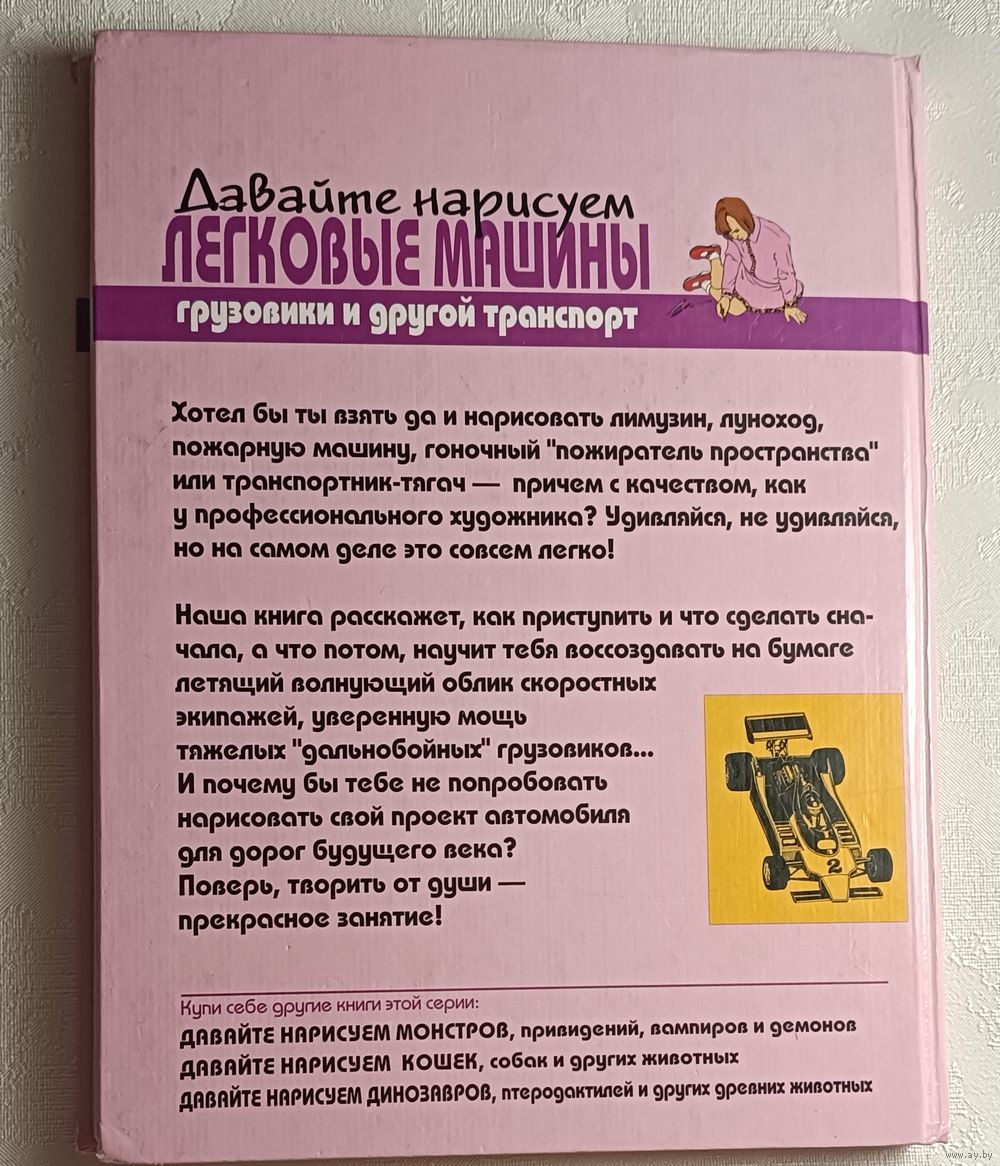 Давайте нарисуем
ЛЕГКОВЫЕ МАШИНЫ
грузовики и другой транспорт
Хотел бы ты взять да и нарисовать лимузин, луноход,
пожарную машину, гоночный "пожиратель пространства"
или транспортник-тягач — причем с качеством, как
у профессионального художника? Удивляйся, не удивляйся,
но на самом деле это совсем легко!
Наша книга расскажет, как приступить и что сделать сна-
чала, а что потом, научит тебя воссоздавать на бумаге
летящий волнующий облик скоростных
экипажей, уверенную мощь
тяжелых "дальнобойных" грузовиков...
И почему бы тебе не попробовать
нарисовать свой проект автомобиля
для дорог будущего века?
Поверь, творить от души —
прекрасное занятие!
2
Купи себе другие книги этой серии:
ДАВАЙТЕ НАРИСУЕМ МОНСТРОВ, привидений, вампиров и демонов
ДАВАЙТЕ НАРИСУЕМ КОШЕК, собак и других животных
ДАВАЙТЕ НАРИСУЕМ ДИНОЗАВРОВ, птеродактилей и других древних животных
www.ay.by